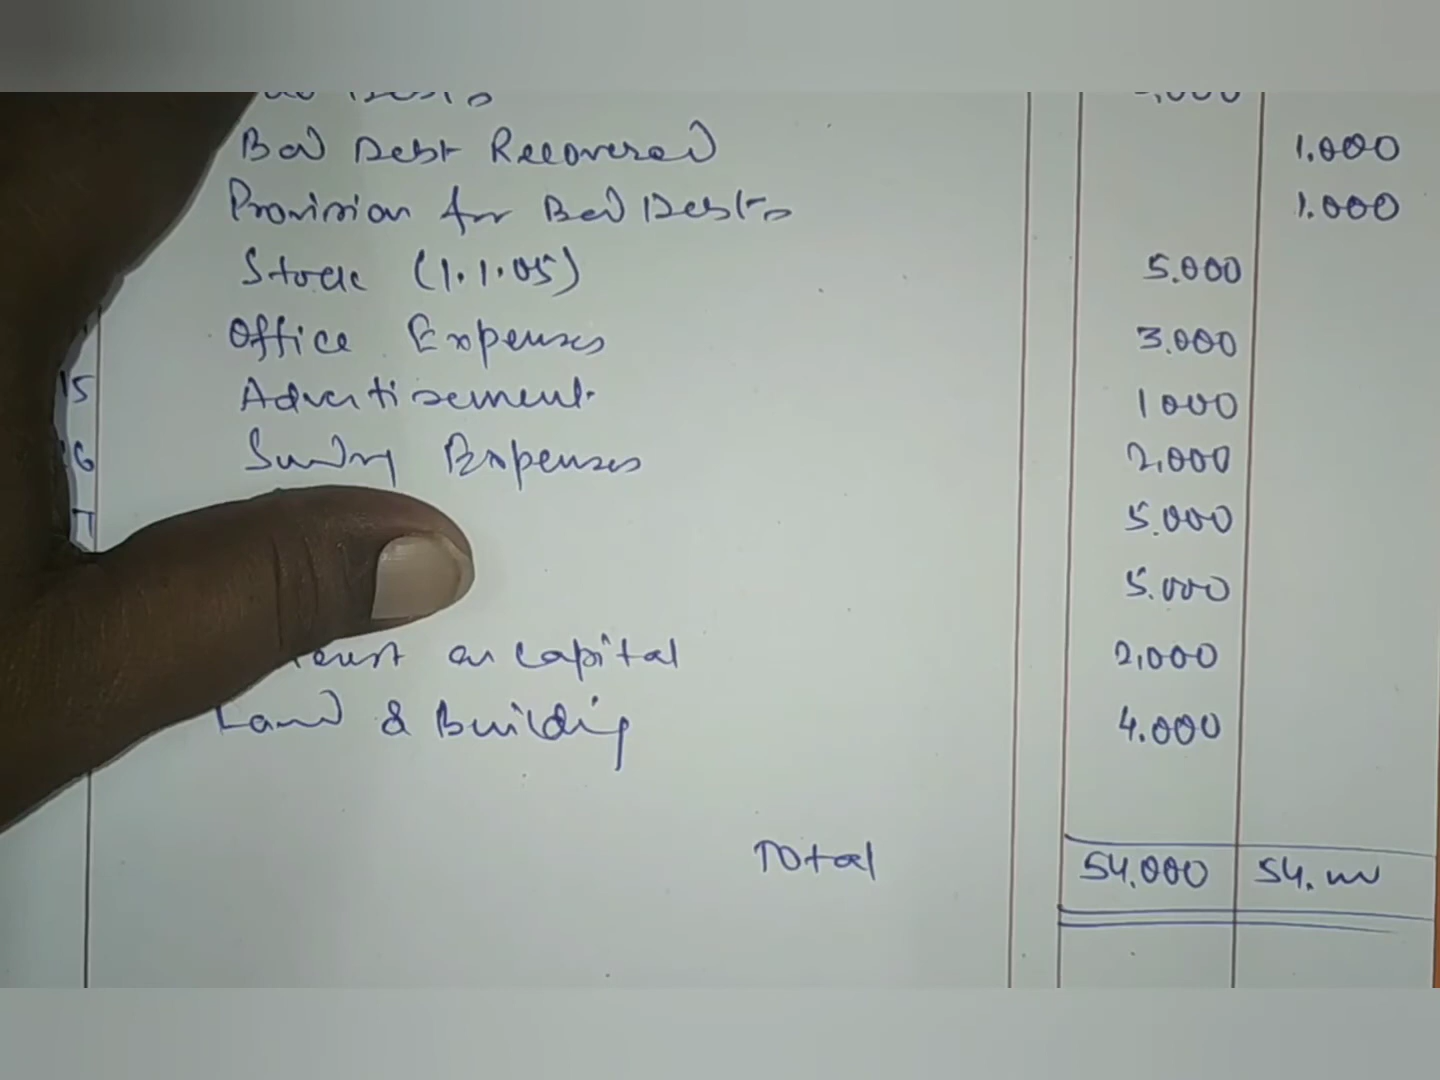 Bad Debt Recovered 1.000
Provision for Bad Debts 1.000
Stock (1.1.05) 5.000
Office Expenses 3.000
15 Advertisement 1000
16 Sundry Expenses 2,000
5.000
5.000
on capital 2,000
Land & Building 4.000
Total 54.000